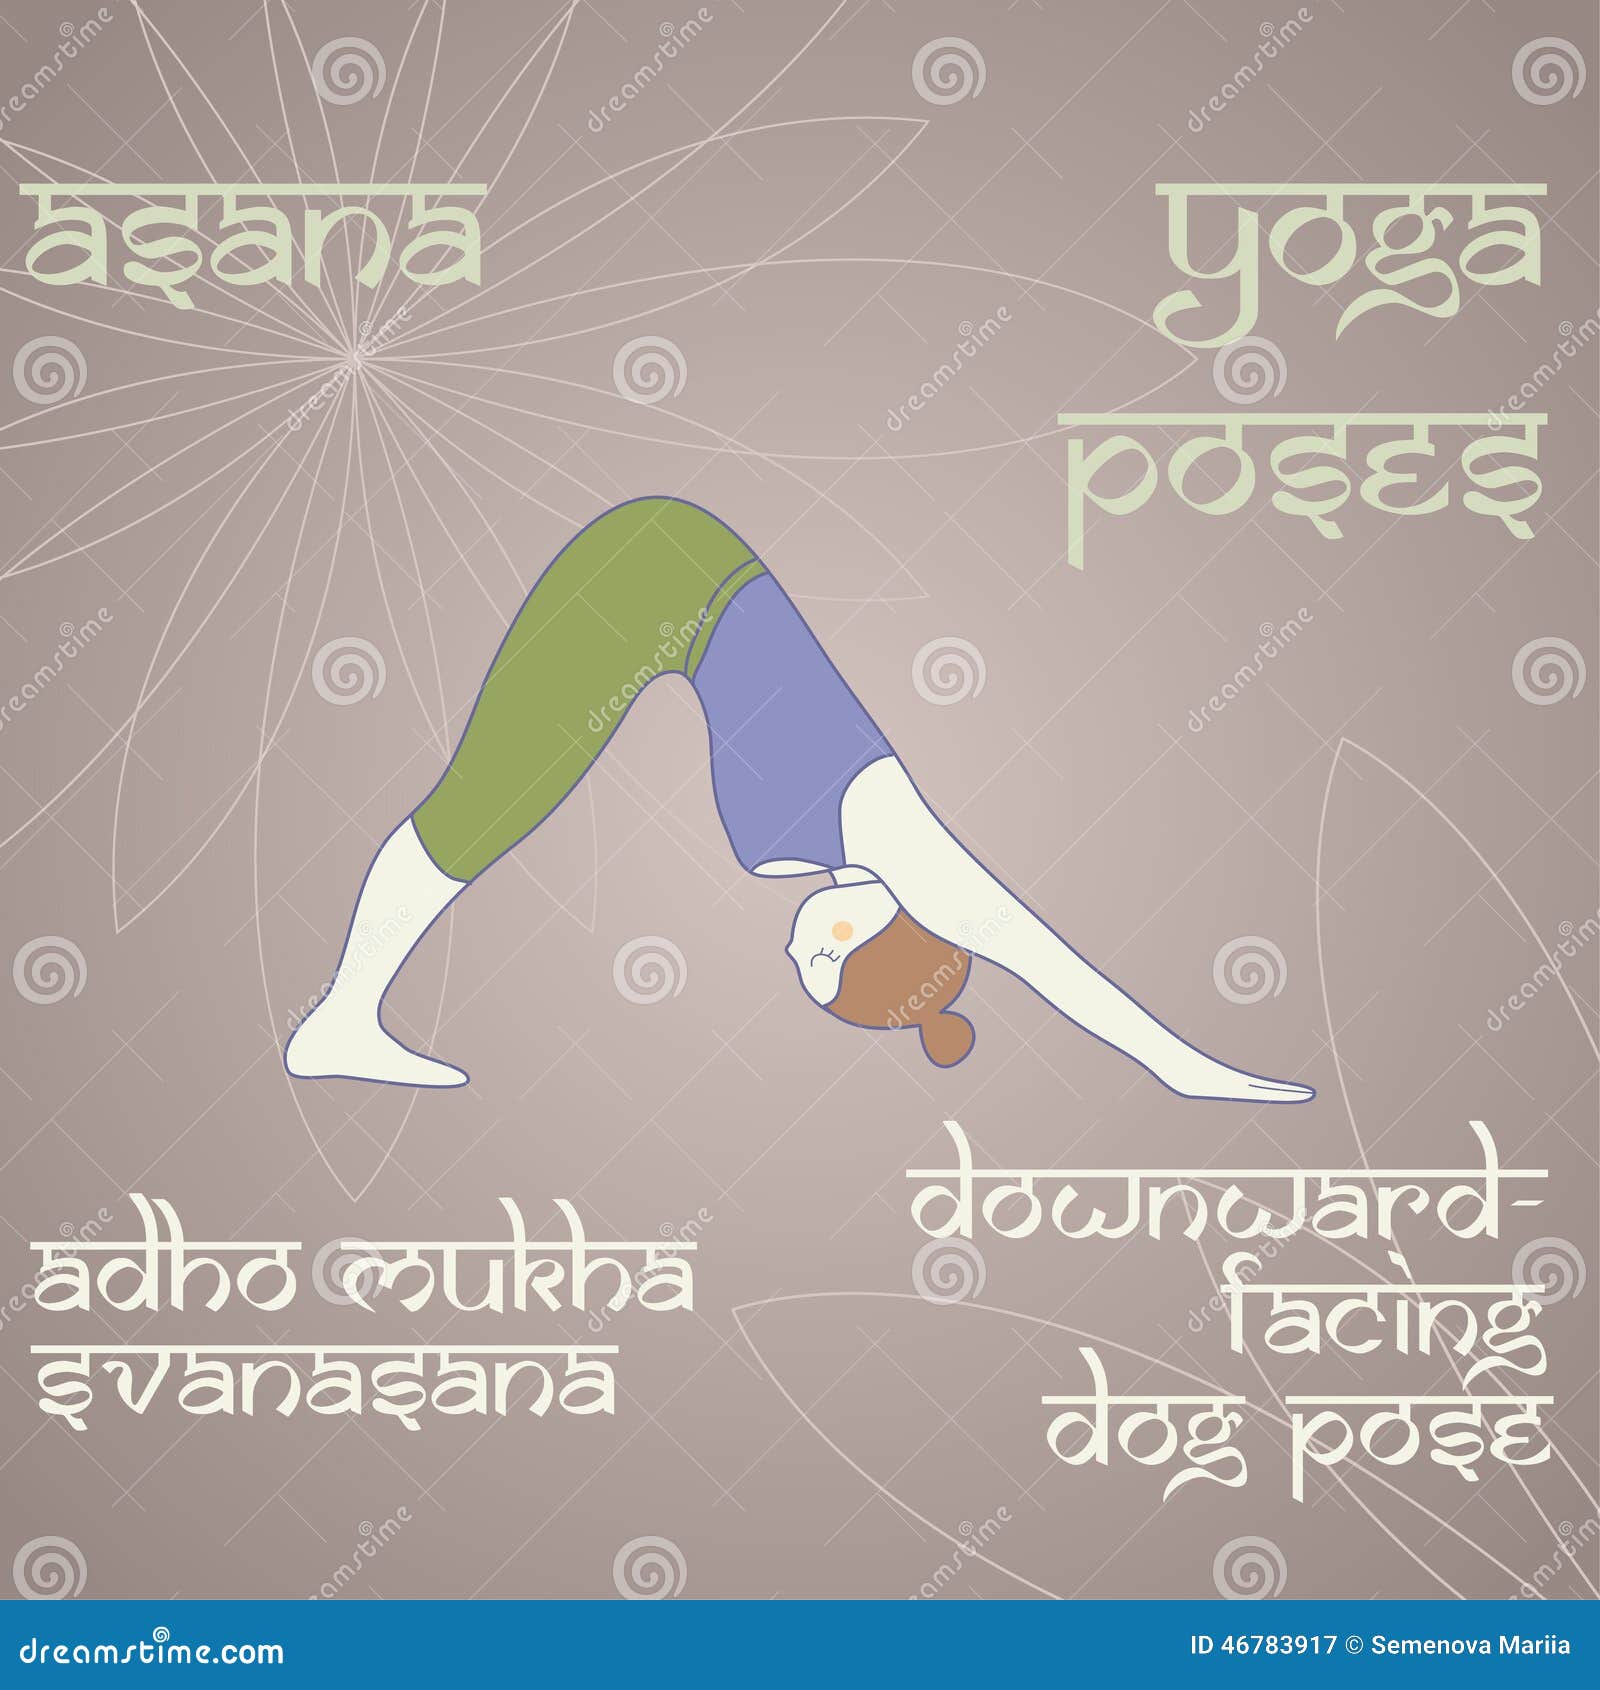 asana
yoga
poses
adho mukha
svanasana
downward-
facing
dog pose
dreamstime.com
ID 46783917 © Semenova Mariia